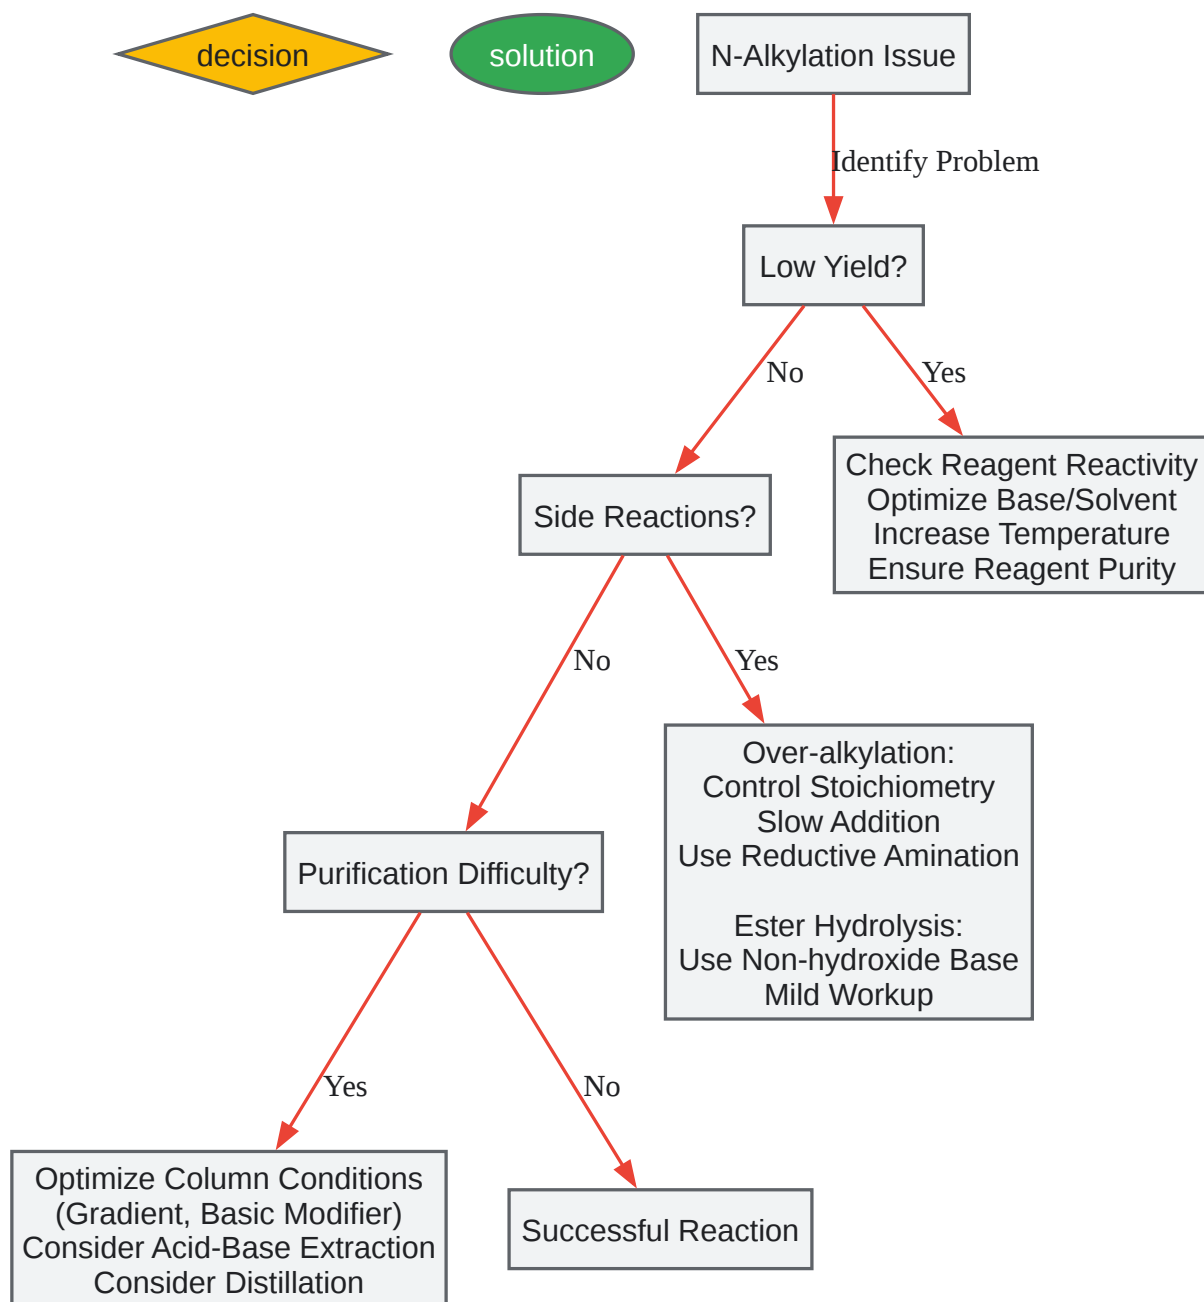 decision
solution
N-Alkylation Issue
Identify Problem
Low Yield?
No
Yes
Check Reagent Reactivity
Optimize Base/Solvent
Increase Temperature
Ensure Reagent Purity
Side Reactions?
No
Yes
Over-alkylation:
Control Stoichiometry
Slow Addition
Use Reductive Amination
Ester Hydrolysis:
Use Non-hydroxide Base
Mild Workup
Purification Difficulty?
Yes
No
Optimize Column Conditions
(Gradient, Basic Modifier)
Consider Acid-Base Extraction
Consider Distillation
Successful Reaction